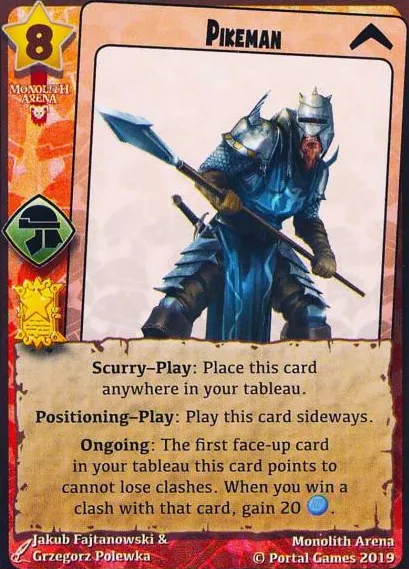 8
PIKEMAN
MONOLITH
ARENA
Scurry–Play: Place this card
anywhere in your tableau.
Positioning–Play: Play this card sideways.
Ongoing: The first face-up card
in your tableau this card points to
cannot lose clashes. When you win a
clash with that card, gain 20 .
Jakub Fajtanowski &
Grzegorz Polewka
Monolith Arena
© Portal Games 2019